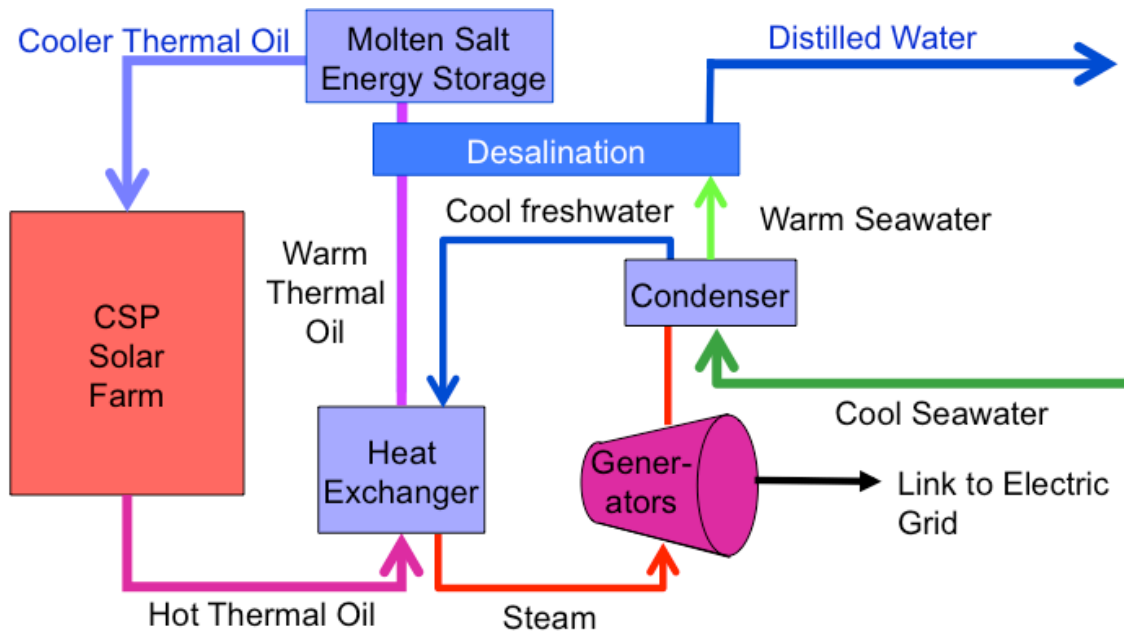 Cooler Thermal Oil
Molten Salt
Energy Storage
Distilled Water
Desalination
Cool freshwater
Warm Seawater
Warm
Thermal
Oil
Condenser
CSP
Solar
Farm
Cool Seawater
Heat
Exchanger
Gener-
ators
Link to Electric
Grid
Hot Thermal Oil
Steam